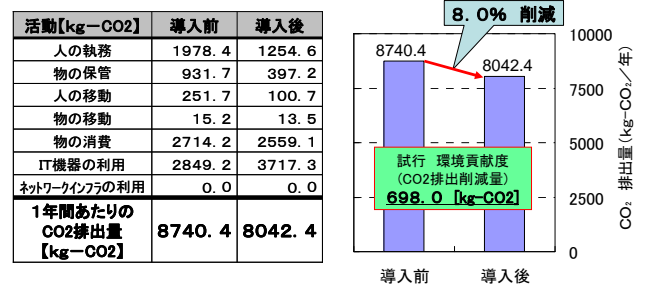 活動【kg－CO2】 導入前 導入後
人の執務 1978.4 1254.6
物の保管 931.7 397.2
人の移動 251.7 100.7
物の移動 15.2 13.5
物の消費 2714.2 2559.1
IT機器の利用 2849.2 3717.3
ネットワークインフラの利用 0.0 0.0
1年間あたりの
CO2排出量
【kg－CO2】
8740.4 8042.4
8.0% 削減
8740.4
8042.4
試行 環境貢献度
(CO2排出削減量)
698.0 [kg-CO2]
導入前 導入後
10000
7500
5000
2500
0
CO₂ 排出量(kg-CO₂／年)